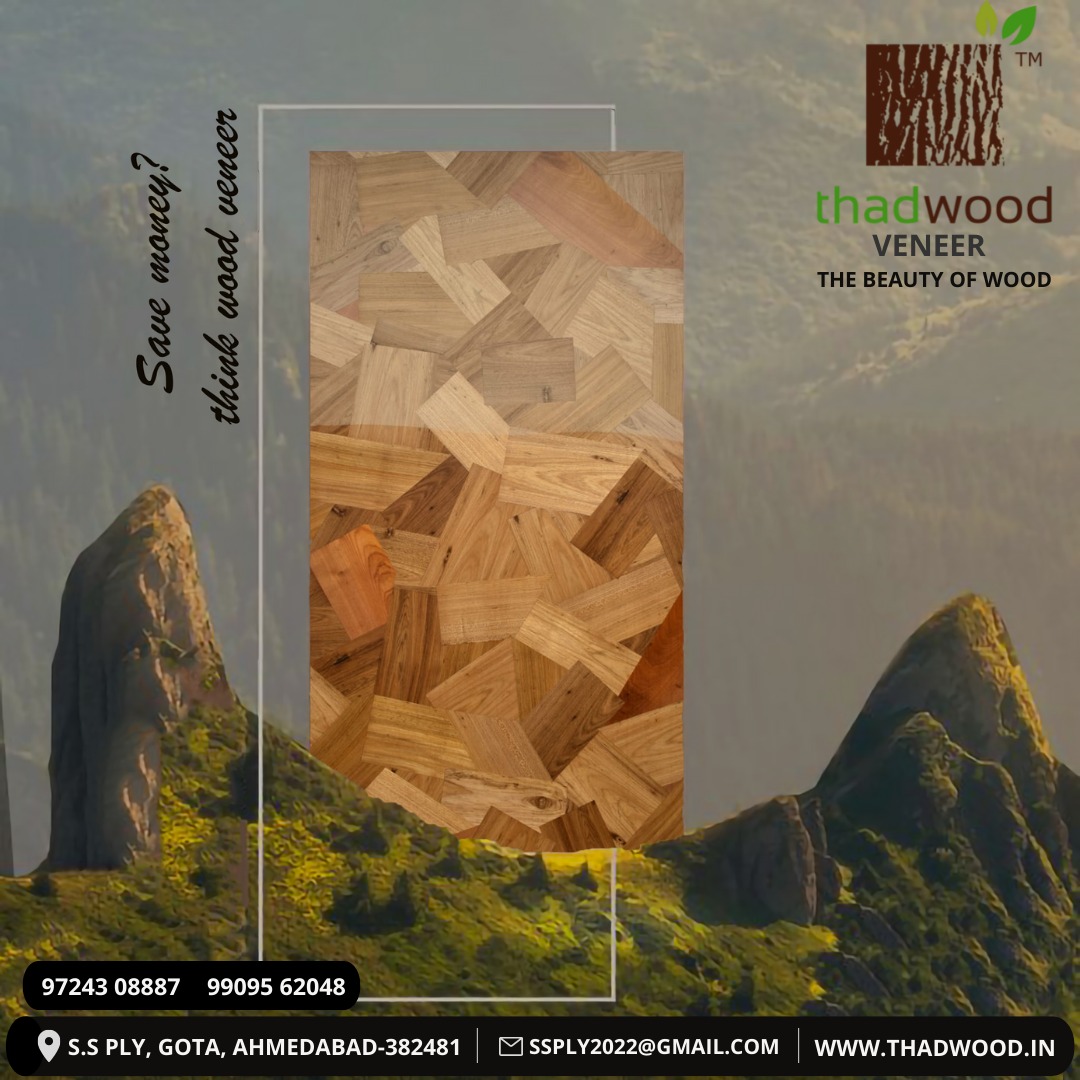 TM
thadwood
VENEER
THE BEAUTY OF WOOD
Save money?
think wood veneer
97243 08887 99095 62048
S.S PLY, GOTA, AHMEDABAD-382481 SSPLY2022@GMAIL.COM WWW.THADWOOD.IN